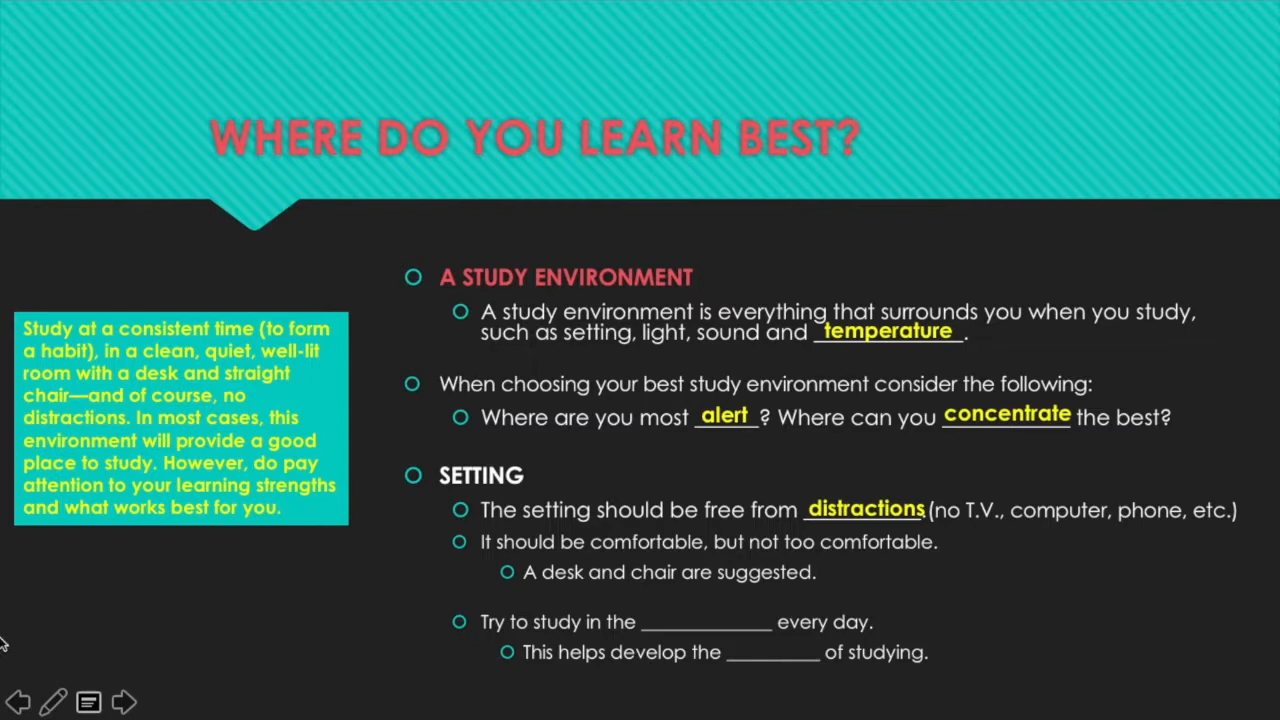 WHERE DO YOU LEARN BEST?
Study at a consistent time (to form
a habit), in a clean, quiet, well-lit
room with a desk and straight
chair—and of course, no
distractions. In most cases, this
environment will provide a good
place to study. However, do pay
attention to your learning strengths
and what works best for you.
A STUDY ENVIRONMENT
A study environment is everything that surrounds you when you study,
such as setting, light, sound and temperature.
When choosing your best study environment consider the following:
Where are you most alert? Where can you concentrate the best?
SETTING
The setting should be free from distractions. (no T.V., computer, phone, etc.)
It should be comfortable, but not too comfortable.
A desk and chair are suggested.
Try to study in the _____________ every day.
This helps develop the _________ of studying.